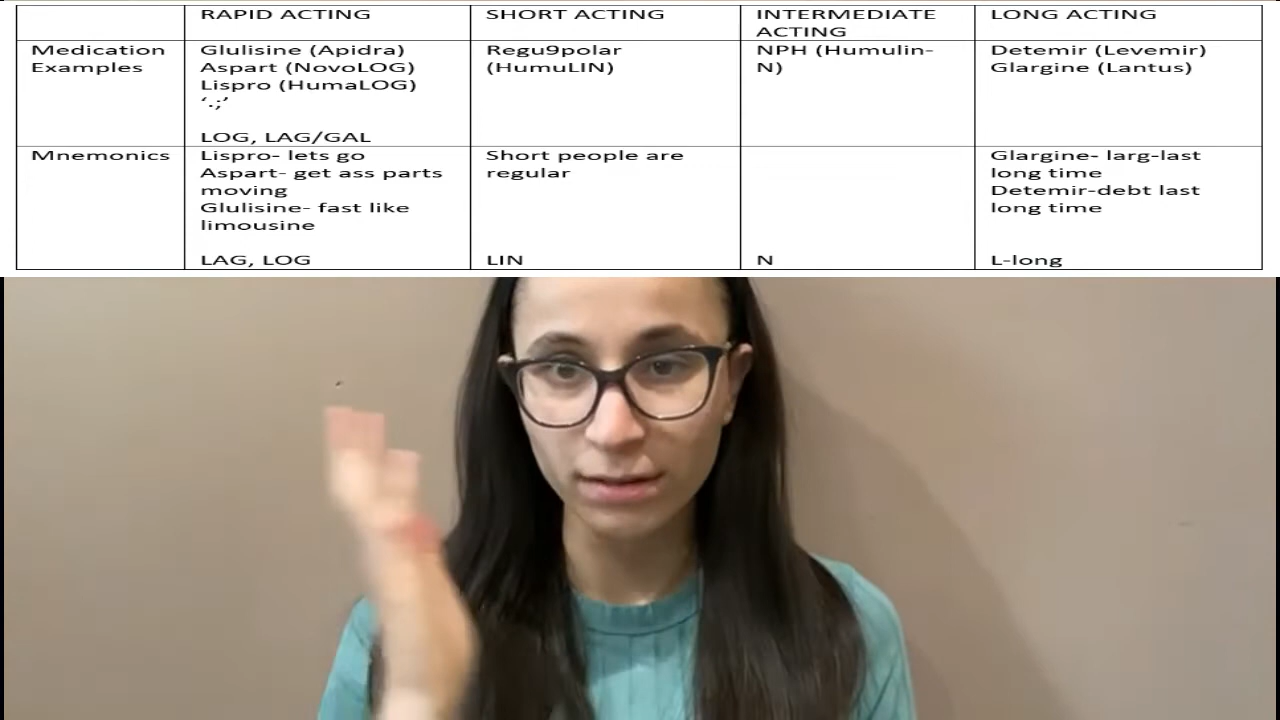 RAPID ACTING
SHORT ACTING
INTERMEDIATE
ACTING
LONG ACTING
Medication
Examples
Glulisine (Apidra)
Aspart (NovoLOG)
Lispro (HumaLOG)
‘.;’
LOG, LAG/GAL
Regu9polar
(HumuLIN)
NPH (Humulin-
N)
Detemir (Levemir)
Glargine (Lantus)
Mnemonics
Lispro- lets go
Aspart- get ass parts
moving
Glulisine- fast like
limousine
LAG, LOG
Short people are
regular
LIN
N
Glargine- larg-last
long time
Detemir-debt last
long time
L-long